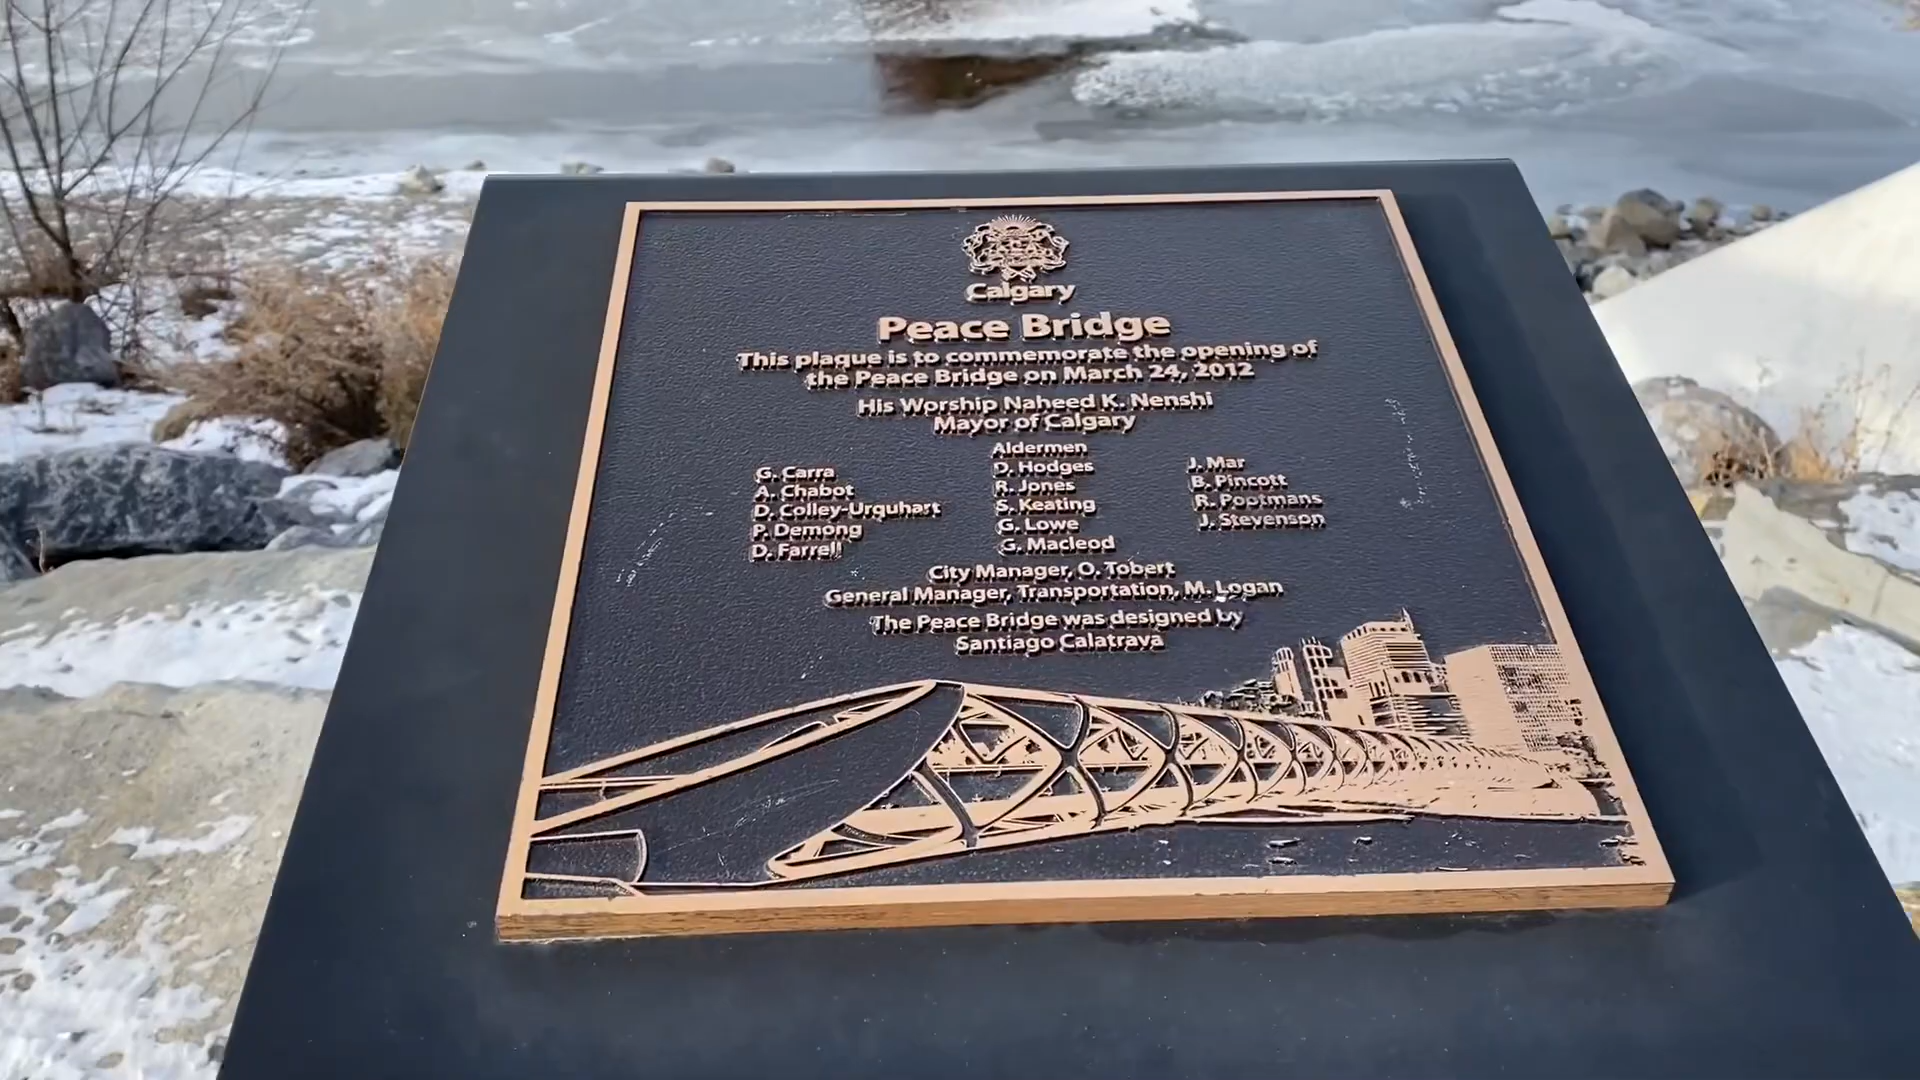 Calgary
Peace Bridge
This plaque is to commemorate the opening of
the Peace Bridge on March 24, 2012
His Worship Naheed K. Nenshi
Mayor of Calgary
Aldermen
G. Carra
A. Chabot
D. Colley-Urquhart
P. Demong
D. Farrell
D. Hodges
R. Jones
S. Keating
G. Lowe
G. Macleod
J. Mar
B. Pincott
R. Pootmans
J. Stevenson
City Manager, O. Tobert
General Manager, Transportation, M. Logan
The Peace Bridge was designed by
Santiago Calatrava